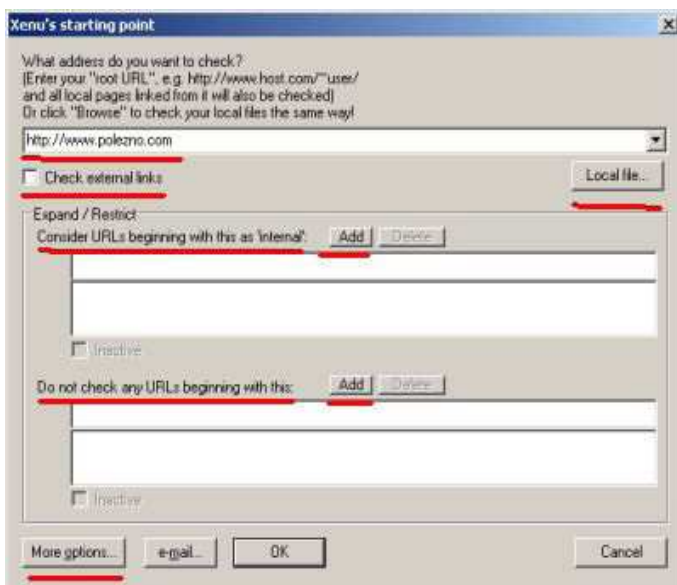 Xenu's starting point
What address do you want to check?
(Enter your "root URL", e.g. http://www.host.com/~user/
and all local pages linked from it will also be checked)
Or click "Browse" to check your local files the same way!
http://www.polezno.com
Check external links
Local file...
Expand / Restrict
Consider URLs beginning with this as 'internal': Add Delete
Inactive
Do not check any URLs beginning with this: Add Delete
Inactive
More options... e-mail... OK Cancel